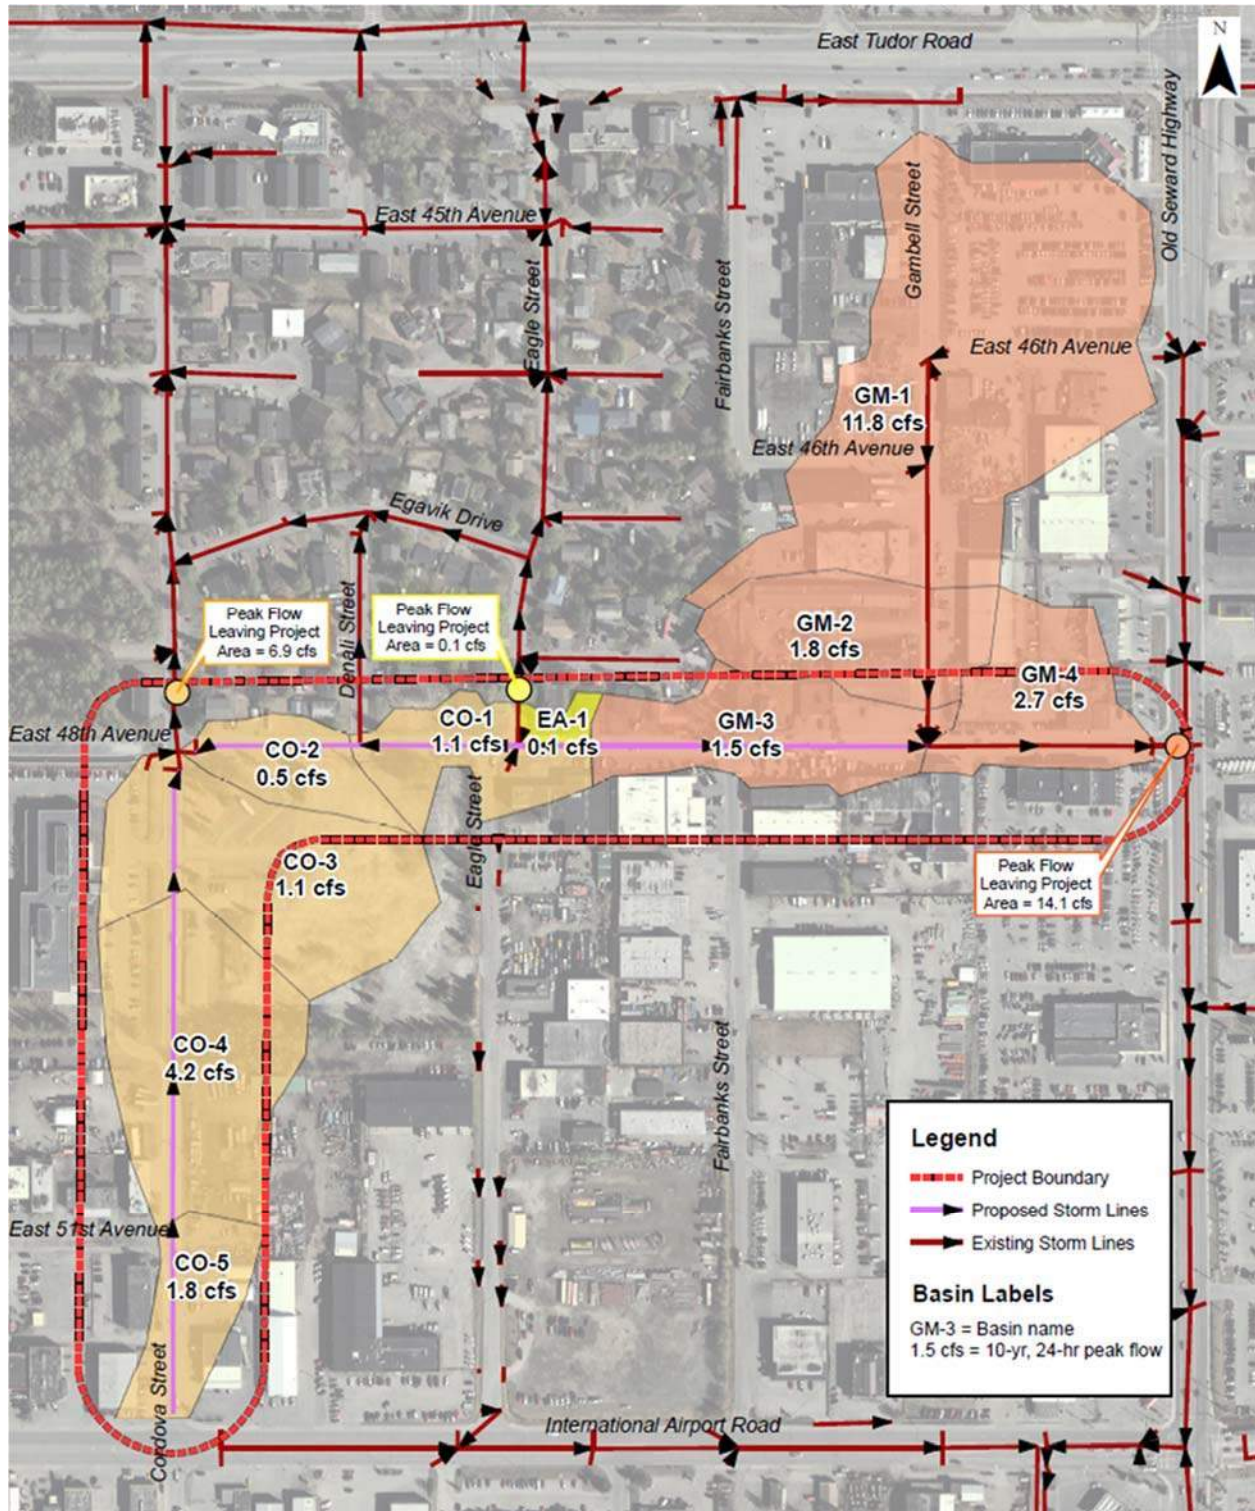 N
East Tudor Road
Old Seward Highway
East 45th Avenue
Gambell Street
Eagle Street
Fairbanks Street
East 46th Avenue
GM-1
11.8 cfs
East 46th Avenue
Egavik Drive
Peak Flow
Leaving Project
Area = 6.9 cfs
Peak Flow
Leaving Project
Area = 0.1 cfs
Denali Street
GM-2
1.8 cfs
GM-4
2.7 cfs
East 48th Avenue
CO-1
1.1 cfs
EA-1
0.1 cfs
GM-3
1.5 cfs
CO-2
0.5 cfs
Eagle Street
CO-3
1.1 cfs
Peak Flow
Leaving Project
Area = 14.1 cfs
CO-4
4.2 cfs
Fairbanks Street
East 51st Avenue
CO-5
1.8 cfs
Cordova Street
International Airport Road
Legend
Project Boundary
Proposed Storm Lines
Existing Storm Lines
Basin Labels
GM-3 = Basin name
1.5 cfs = 10-yr, 24-hr peak flow